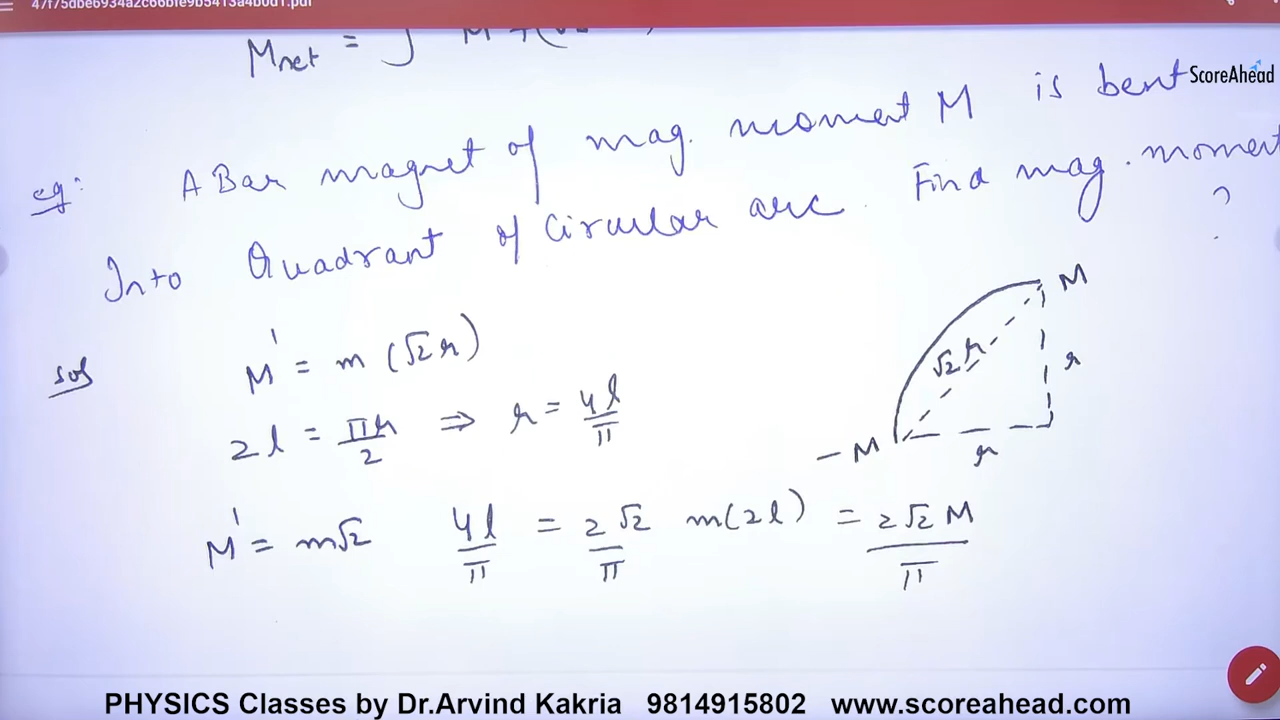 47f75dbe6934a2c66bfe9b5413a4b0d1.pdf
Mnet = ∫
ScoreAhead
eg: A Bar magnet of mag. moment M is bent
Into Quadrant of Circular arc. Find mag. moment
?
Sol M' = m (√2 r)
2l = πr/2 ⇒ r = 4l/π
M' = m√2 4l/π = 2√2/π m(2l) = 2√2 M/π
M
√2 r
r
-M
r
PHYSICS Classes by Dr.Arvind Kakria 9814915802 www.scoreahead.com